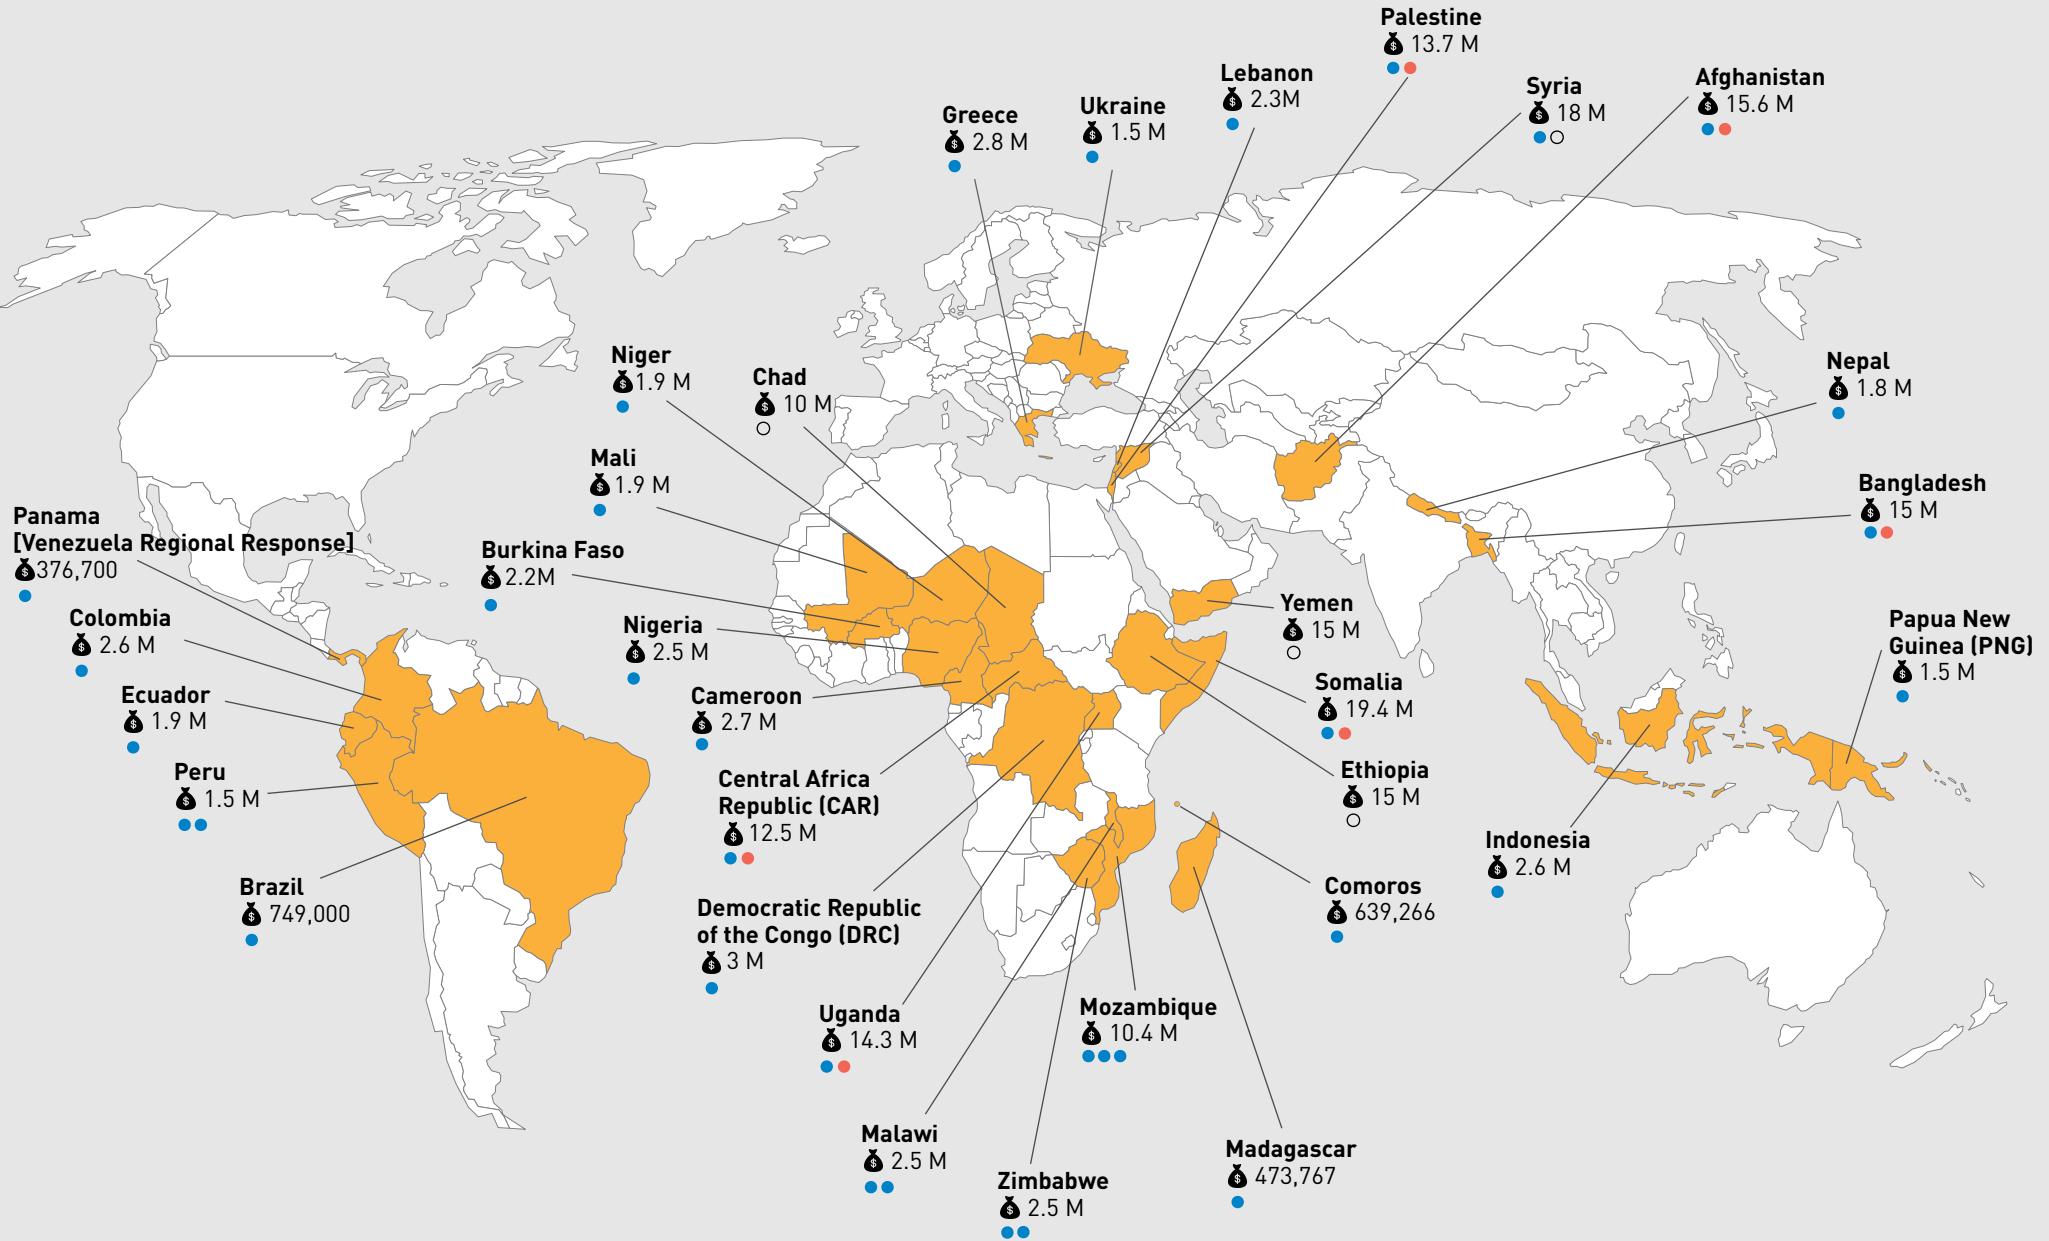 Palestine
13.7 M
Lebanon
2.3M
Syria
18 M
Afghanistan
15.6 M
Greece
2.8 M
Ukraine
1.5 M
Niger
1.9 M
Chad
10 M
Nepal
1.8 M
Mali
1.9 M
Bangladesh
15 M
Panama
[Venezuela Regional Response]
376,700
Burkina Faso
2.2M
Colombia
2.6 M
Nigeria
2.5 M
Yemen
15 M
Papua New
Guinea (PNG)
1.5 M
Ecuador
1.9 M
Cameroon
2.7 M
Somalia
19.4 M
Peru
1.5 M
Central Africa
Republic (CAR)
12.5 M
Ethiopia
15 M
Indonesia
2.6 M
Brazil
749,000
Democratic Republic
of the Congo (DRC)
3 M
Comoros
639,266
Uganda
14.3 M
Mozambique
10.4 M
Malawi
2.5 M
Zimbabwe
2.5 M
Madagascar
473,767